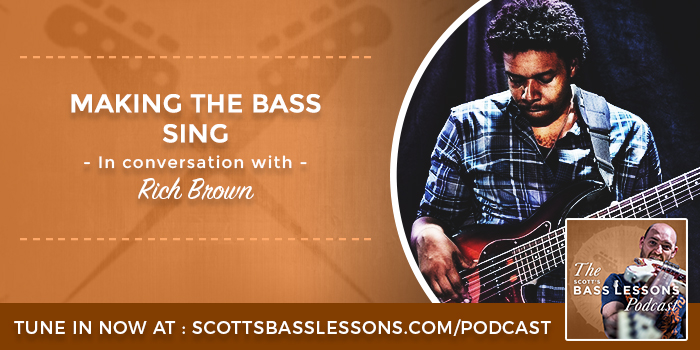 MAKING THE BASS
SING
- In conversation with -
Rich Brown
The
SCOTT'S
BASS LESSONS
Podcast
TUNE IN NOW AT : SCOTTSBASSLESSONS.COM/PODCAST